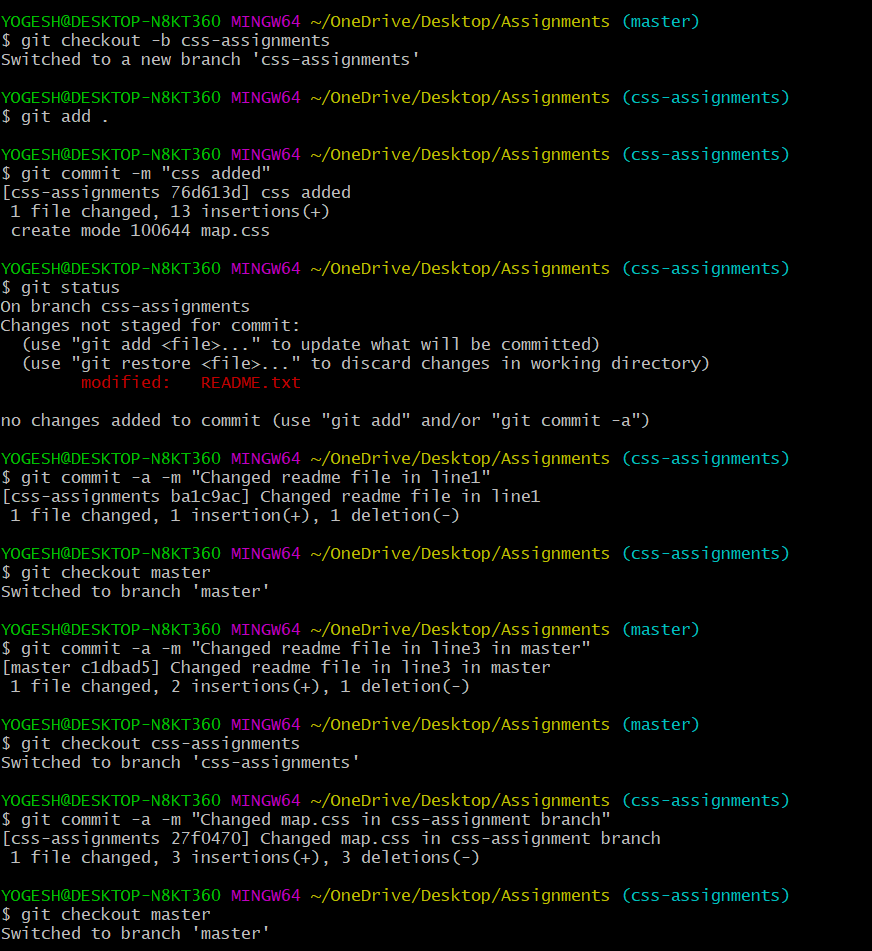 YOGESH@DESKTOP-N8KT36O MINGW64 ~/OneDrive/Desktop/Assignments (master)
$ git checkout -b css-assignments
Switched to a new branch 'css-assignments'

YOGESH@DESKTOP-N8KT36O MINGW64 ~/OneDrive/Desktop/Assignments (css-assignments)
$ git add .

YOGESH@DESKTOP-N8KT36O MINGW64 ~/OneDrive/Desktop/Assignments (css-assignments)
$ git commit -m "css added"
[css-assignments 76d613d] css added
 1 file changed, 13 insertions(+)
 create mode 100644 map.css

YOGESH@DESKTOP-N8KT36O MINGW64 ~/OneDrive/Desktop/Assignments (css-assignments)
$ git status
On branch css-assignments
Changes not staged for commit:
  (use "git add <file>..." to update what will be committed)
  (use "git restore <file>..." to discard changes in working directory)
        modified:   README.txt

no changes added to commit (use "git add" and/or "git commit -a")

YOGESH@DESKTOP-N8KT36O MINGW64 ~/OneDrive/Desktop/Assignments (css-assignments)
$ git commit -a -m "Changed readme file in line1"
[css-assignments ba1c9ac] Changed readme file in line1
 1 file changed, 1 insertion(+), 1 deletion(-)

YOGESH@DESKTOP-N8KT36O MINGW64 ~/OneDrive/Desktop/Assignments (css-assignments)
$ git checkout master
Switched to branch 'master'

YOGESH@DESKTOP-N8KT36O MINGW64 ~/OneDrive/Desktop/Assignments (master)
$ git commit -a -m "Changed readme file in line3 in master"
[master c1dbad5] Changed readme file in line3 in master
 1 file changed, 2 insertions(+), 1 deletion(-)

YOGESH@DESKTOP-N8KT36O MINGW64 ~/OneDrive/Desktop/Assignments (master)
$ git checkout css-assignments
Switched to branch 'css-assignments'

YOGESH@DESKTOP-N8KT36O MINGW64 ~/OneDrive/Desktop/Assignments (css-assignments)
$ git commit -a -m "Changed map.css in css-assignment branch"
[css-assignments 27f0470] Changed map.css in css-assignment branch
 1 file changed, 3 insertions(+), 3 deletions(-)

YOGESH@DESKTOP-N8KT36O MINGW64 ~/OneDrive/Desktop/Assignments (css-assignments)
$ git checkout master
Switched to branch 'master'